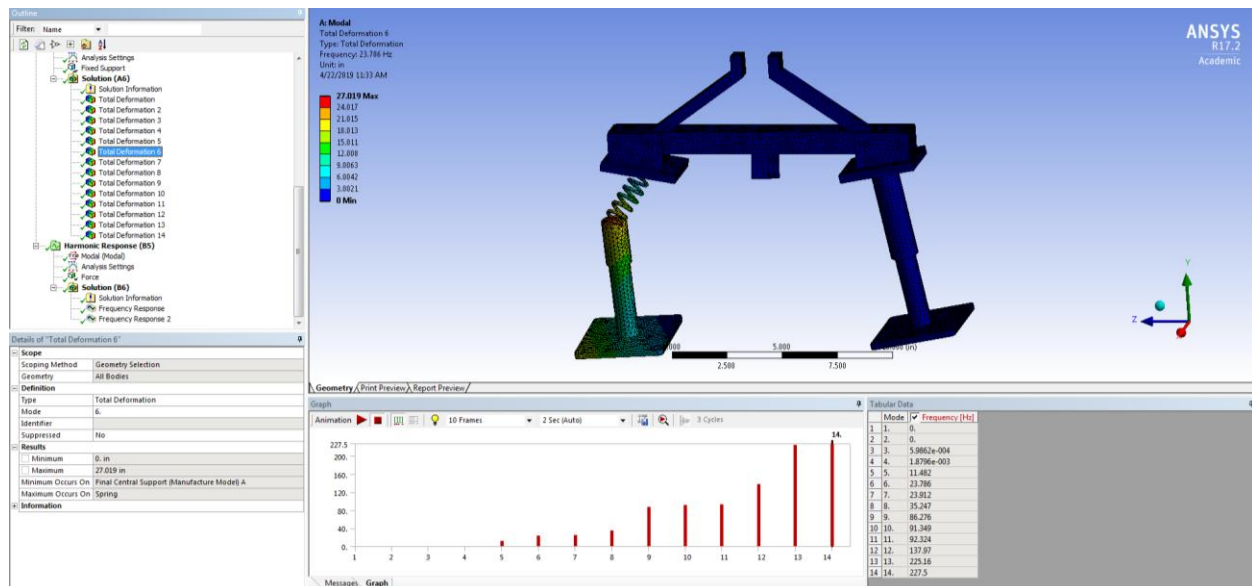 Outline
Filter: Name
Analysis Settings
Fixed Support
Solution (A6)
Solution Information
Total Deformation
Total Deformation 2
Total Deformation 3
Total Deformation 4
Total Deformation 5
Total Deformation 6
Total Deformation 7
Total Deformation 8
Total Deformation 9
Total Deformation 10
Total Deformation 11
Total Deformation 12
Total Deformation 13
Total Deformation 14
Harmonic Response (B5)
Modal (Modal)
Analysis Settings
Force
Solution (B6)
Solution Information
Frequency Response
Frequency Response 2
Details of "Total Deformation 6"
Scope
Scoping Method Geometry Selection
Geometry All Bodies
Definition
Type Total Deformation
Mode 6.
Identifier
Suppressed No
Results
Minimum 0. in
Maximum 27.019 in
Minimum Occurs On Final Central Support (Manufacture Model) A
Maximum Occurs On Spring
Information
A: Modal
Total Deformation 6
Type: Total Deformation
Frequency: 23.786 Hz
Unit: in
4/22/2019 11:33 AM
27.019 Max
24.017
21.015
18.013
15.011
12.008
9.0063
6.0042
3.0021
0 Min
ANSYS
R17.2
Academic
Y
Z
5.000 (in)
2.500 7.500
Geometry Print Preview Report Preview
Graph
Animation 10 Frames 2 Sec (Auto) 3 Cycles
14.
227.5
200.
160.
120.
80.
40.
0.
1 2 3 4 5 6 7 8 9 10 11 12 13 14
Messages Graph
Tabular Data
Mode Frequency [Hz]
1 1. 0.
2 2. 0.
3 3. 5.9862e-004
4 4. 1.8796e-003
5 5. 11.482
6 6. 23.786
7 7. 23.912
8 8. 35.247
9 9. 86.276
10 10. 91.349
11 11. 92.324
12 12. 137.97
13 13. 225.16
14 14. 227.5